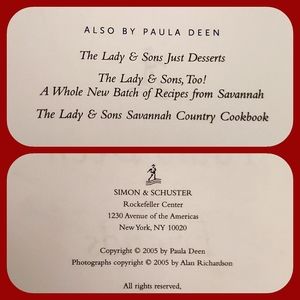 ALSO BY PAULA DEEN
The Lady & Sons Just Desserts
The Lady & Sons, Too!
A Whole New Batch of Recipes from Savannah
The Lady & Sons Savannah Country Cookbook
SIMON & SCHUSTER
Rockefeller Center
1230 Avenue of the Americas
New York, NY 10020
Copyright © 2005 by Paula Deen
Photographs copyright © 2005 by Alan Richardson
All rights reserved,